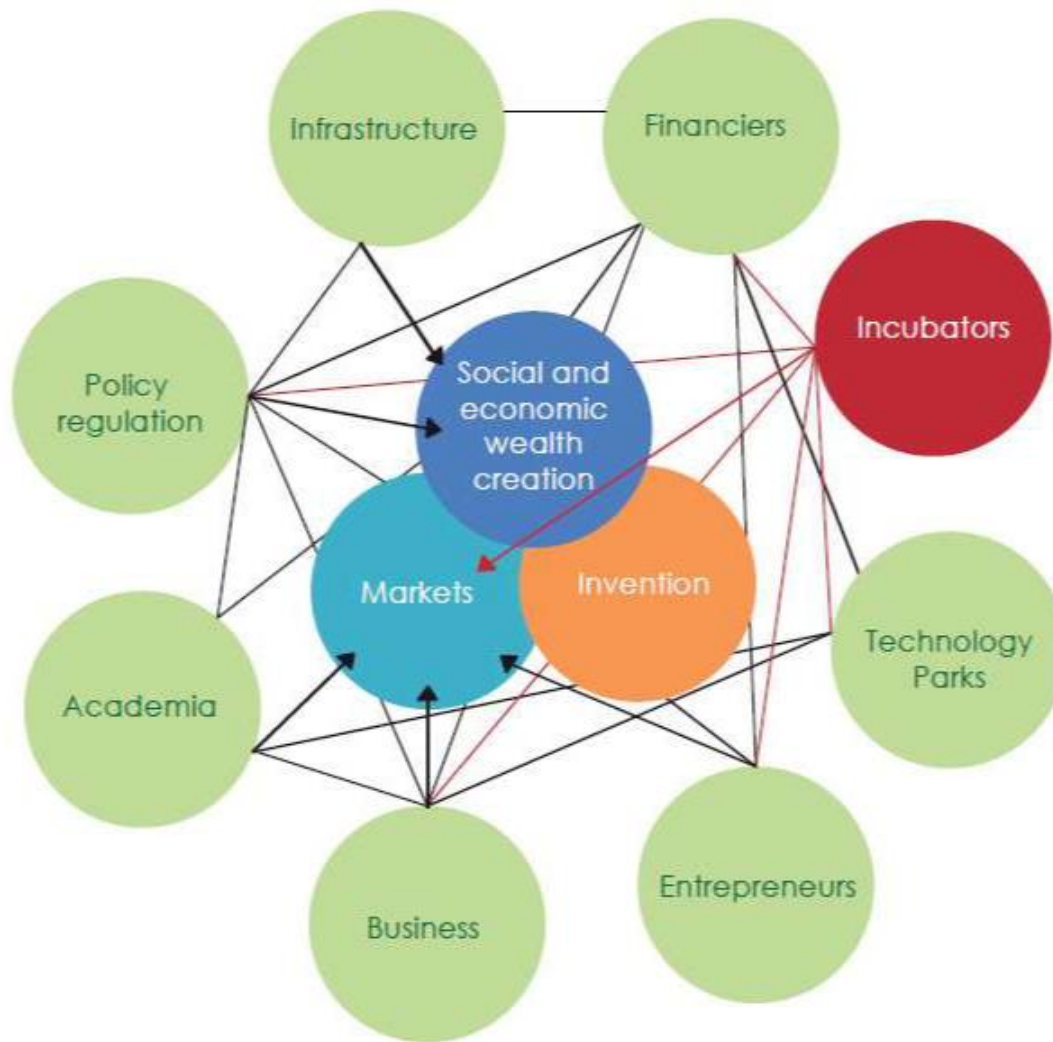 Infrastructure
Financiers
Incubators
Policy
regulation
Social and
economic
wealth
creation
Markets
Invention
Technology
Parks
Academia
Business
Entrepreneurs